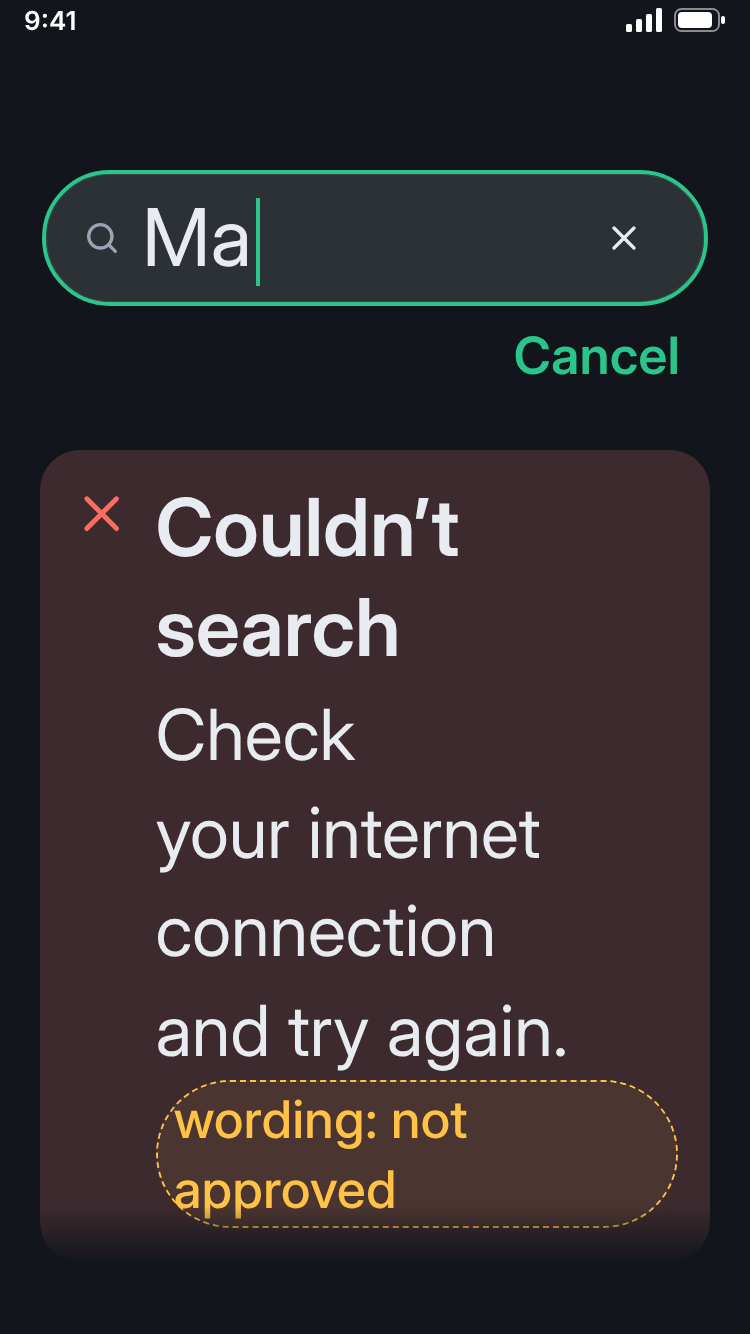 9:41
Ma
Cancel
Couldn’t
search
Check
your internet
connection
and try again.
wording: not
approved